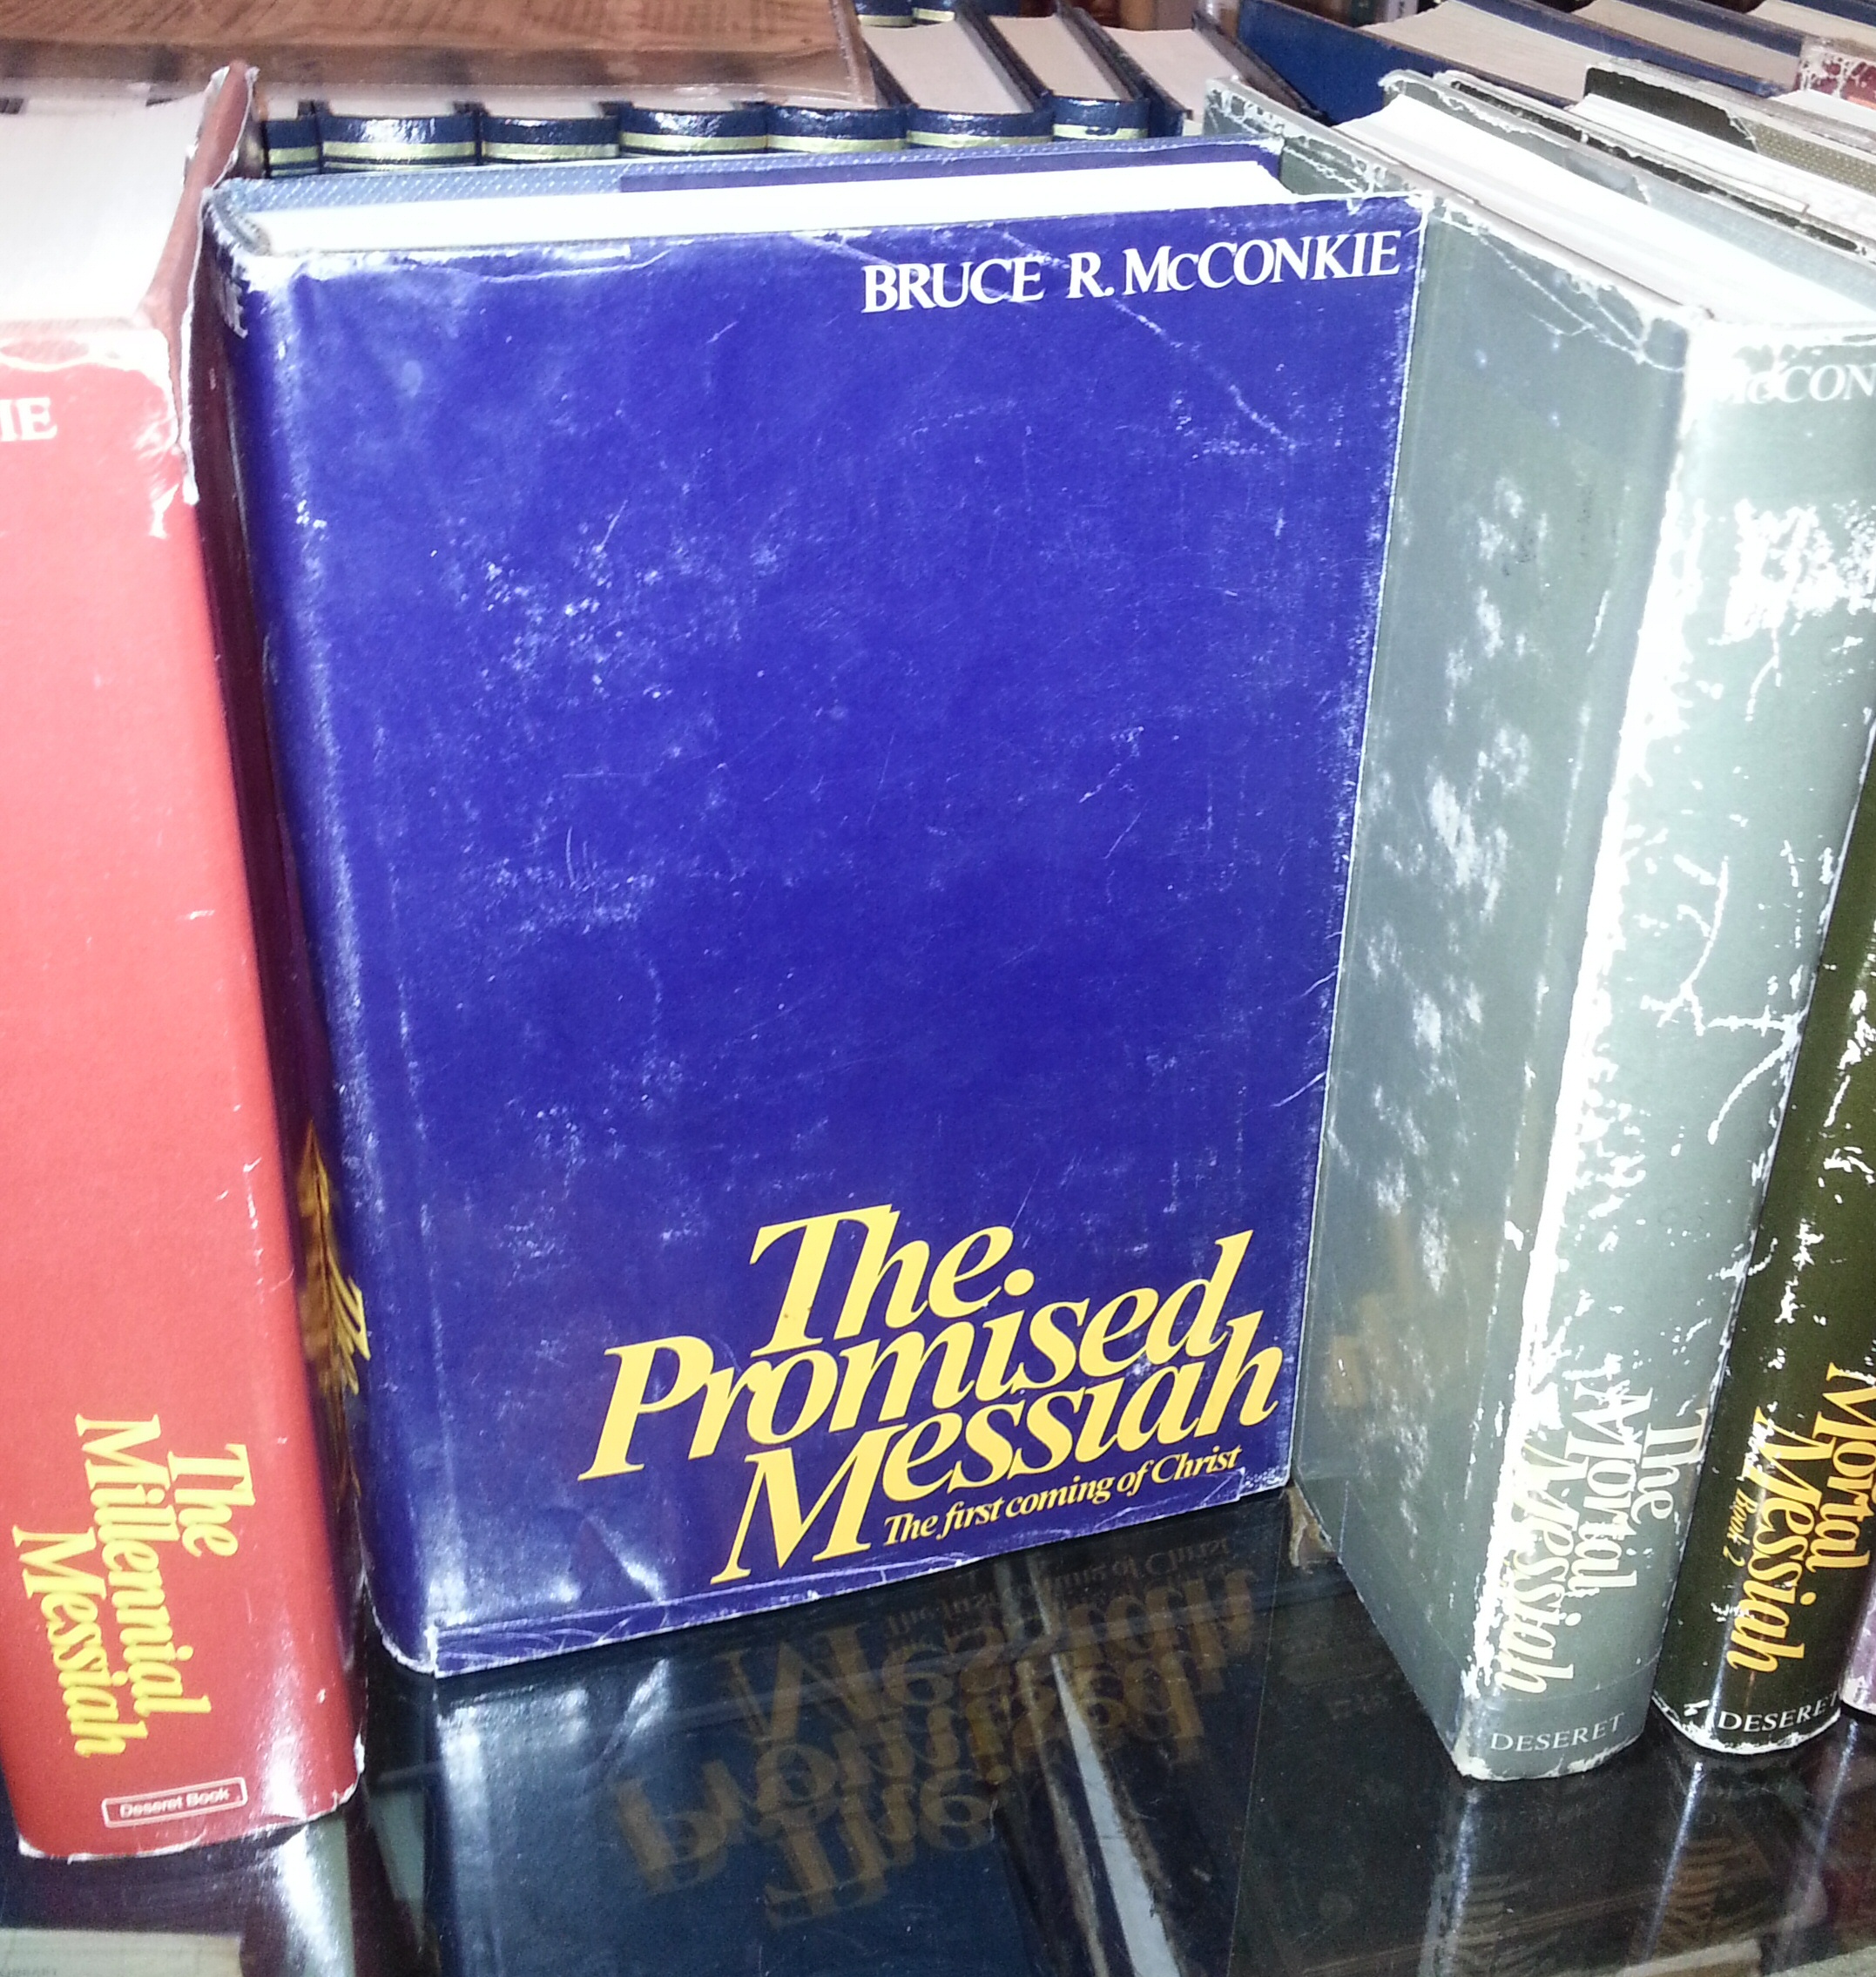 IE
The
Millennial
Messiah
Deseret Book
BRUCE R. McCONKIE
The
Promised
Messiah
The first coming of Christ
McCON
The
Mortal
Messiah
DESERET
Mortal
Messiah
Book 2
DESERET